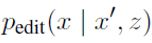 p_edit(x | x′, z)